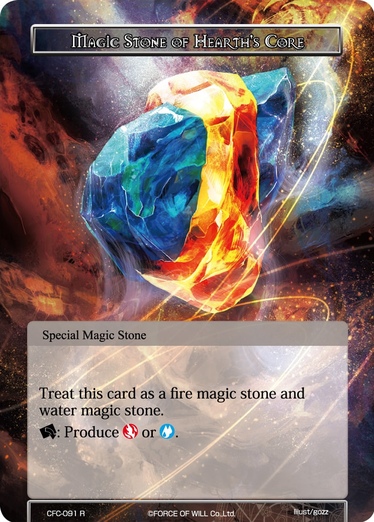 Magic Stone of Hearth's Core
Special Magic Stone
Treat this card as a fire magic stone and
water magic stone.
: Produce or .
CFC-091 R ©FORCE OF WILL Co.,Ltd. Illust/gozz